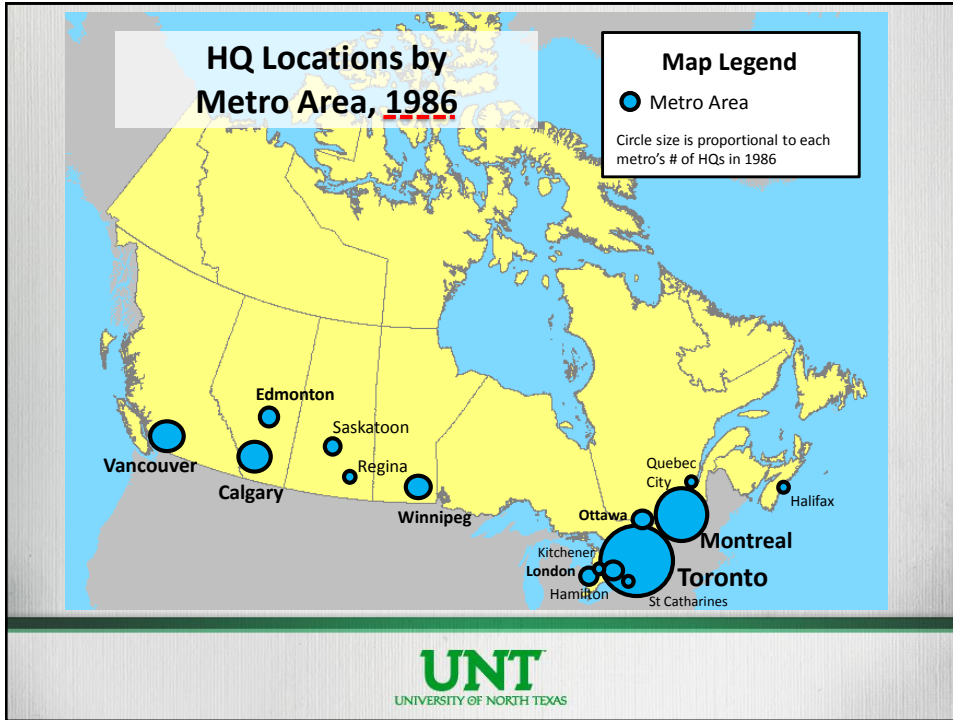 HQ Locations by
Metro Area, 1986
Map Legend
Metro Area
Circle size is proportional to each
metro's # of HQs in 1986
Edmonton
Saskatoon
Vancouver
Regina
Calgary
Winnipeg
Quebec
City
Halifax
Ottawa
Montreal
Kitchener
London
Toronto
Hamilton
St Catharines
UNT
UNIVERSITY OF NORTH TEXAS